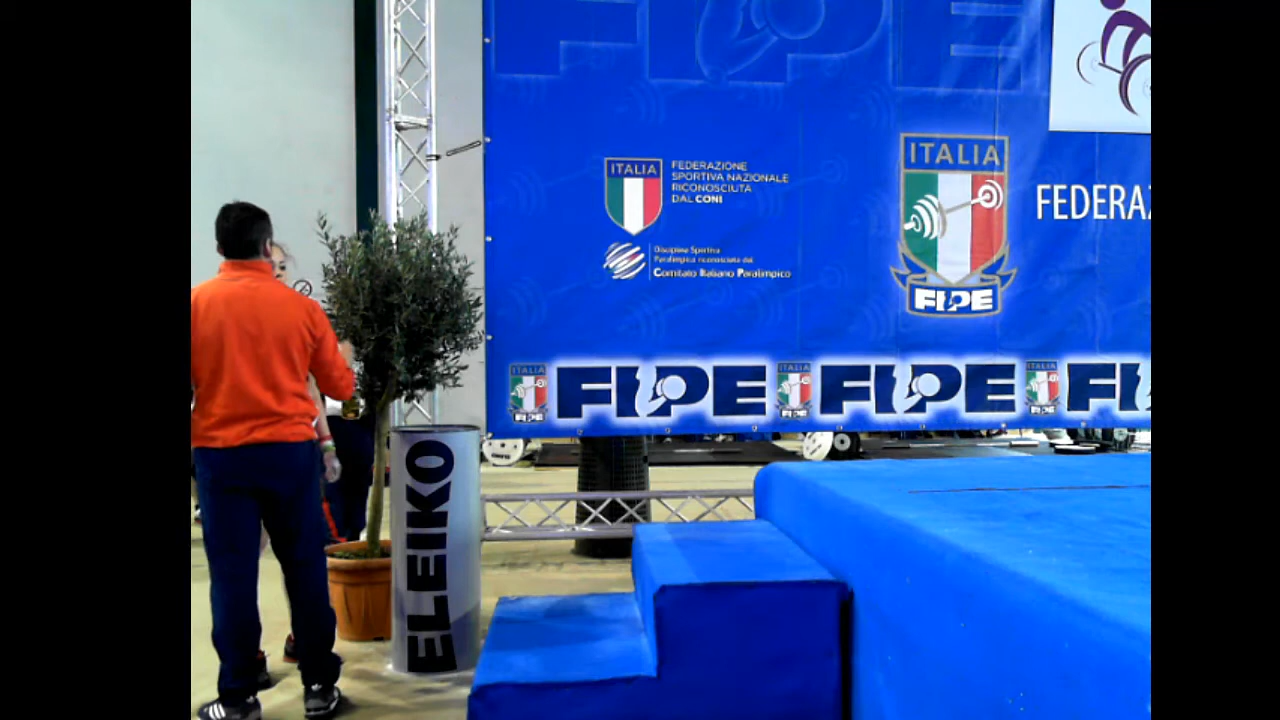 FIPE
ITALIA
FEDERAZIONE
SPORTIVA NAZIONALE
RICONOSCIUTA
DAL CONI
Disciplina Sportiva
Paralimpica riconosciuta dal
Comitato Italiano Paralimpico
ITALIA
FIPE
FEDERAZ
ITALIA
FIPE
FIPE
ITALIA
FIPE
FIPE
ITALIA
FIPE
FI
ELEIKO